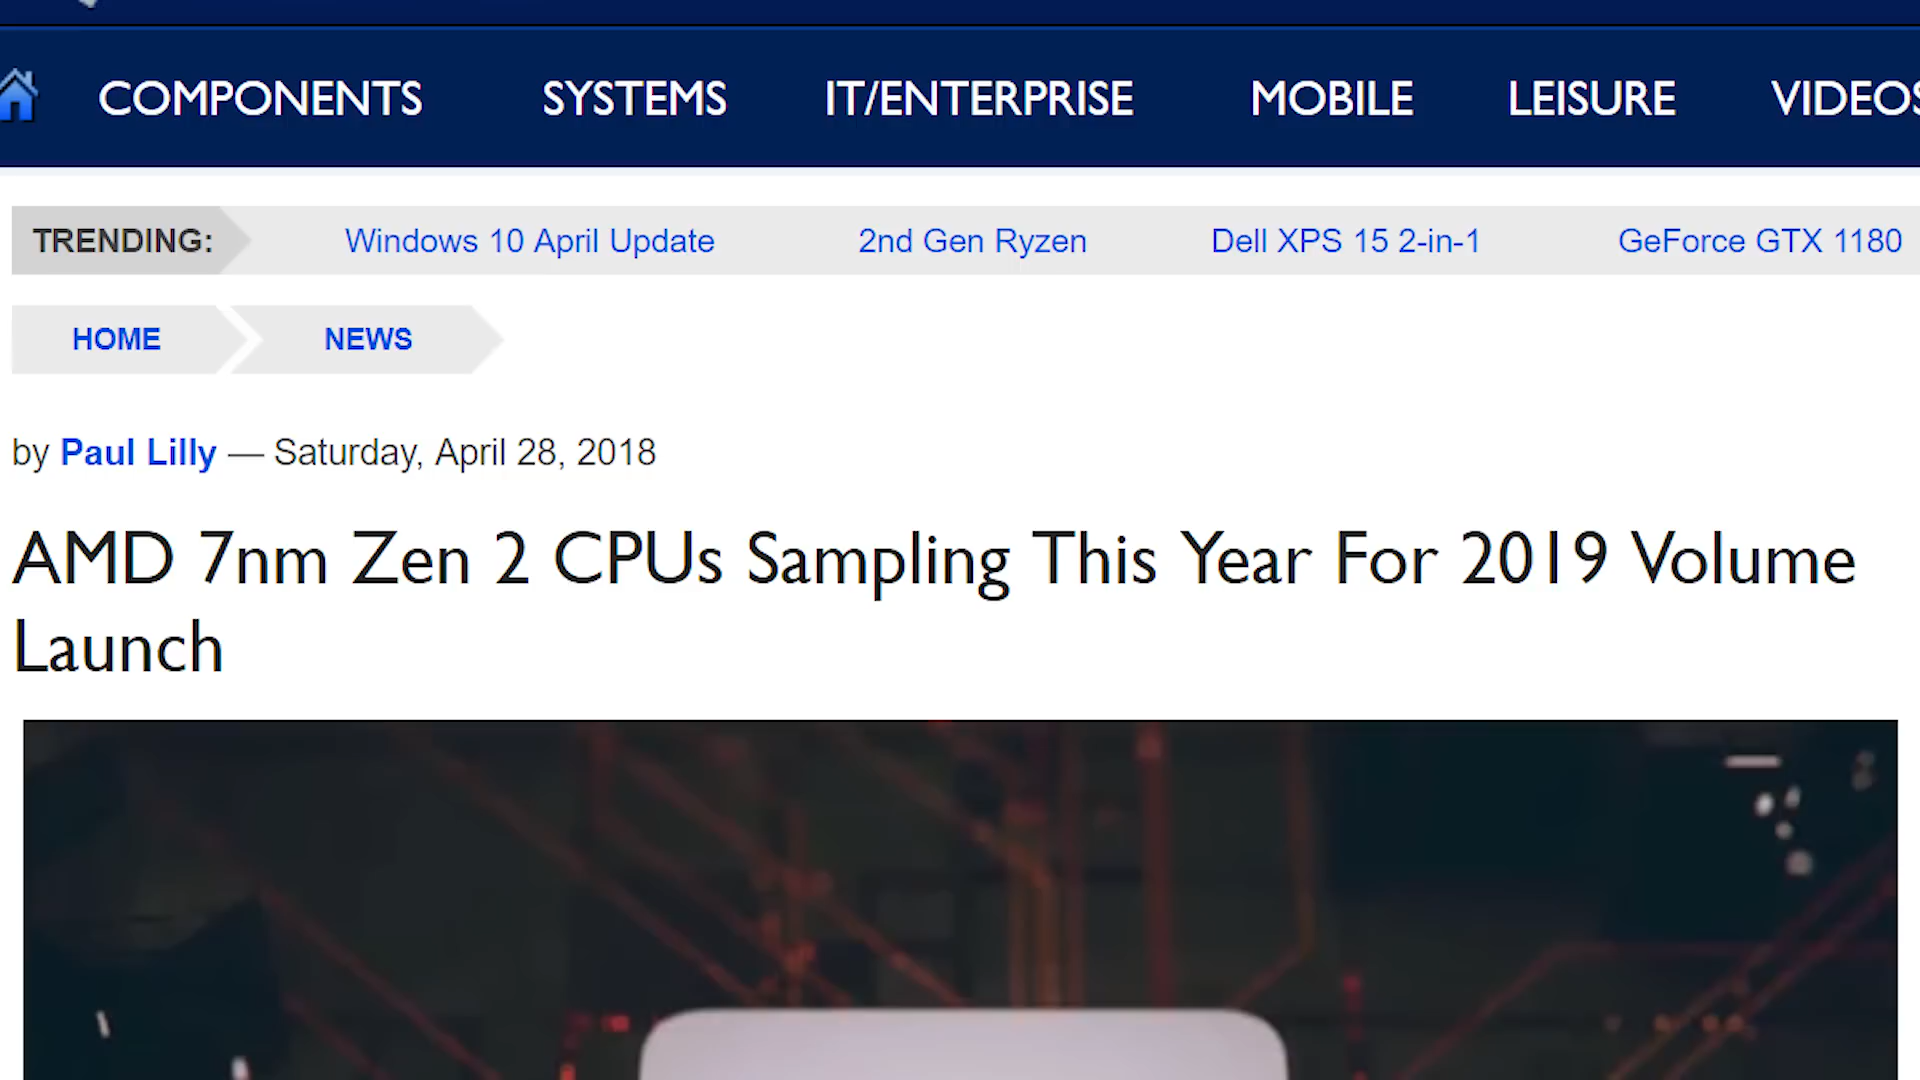 COMPONENTS SYSTEMS IT/ENTERPRISE MOBILE LEISURE VIDEOS
TRENDING: Windows 10 April Update 2nd Gen Ryzen Dell XPS 15 2-in-1 GeForce GTX 1180
HOME NEWS
by Paul Lilly — Saturday, April 28, 2018
AMD 7nm Zen 2 CPUs Sampling This Year For 2019 Volume
Launch